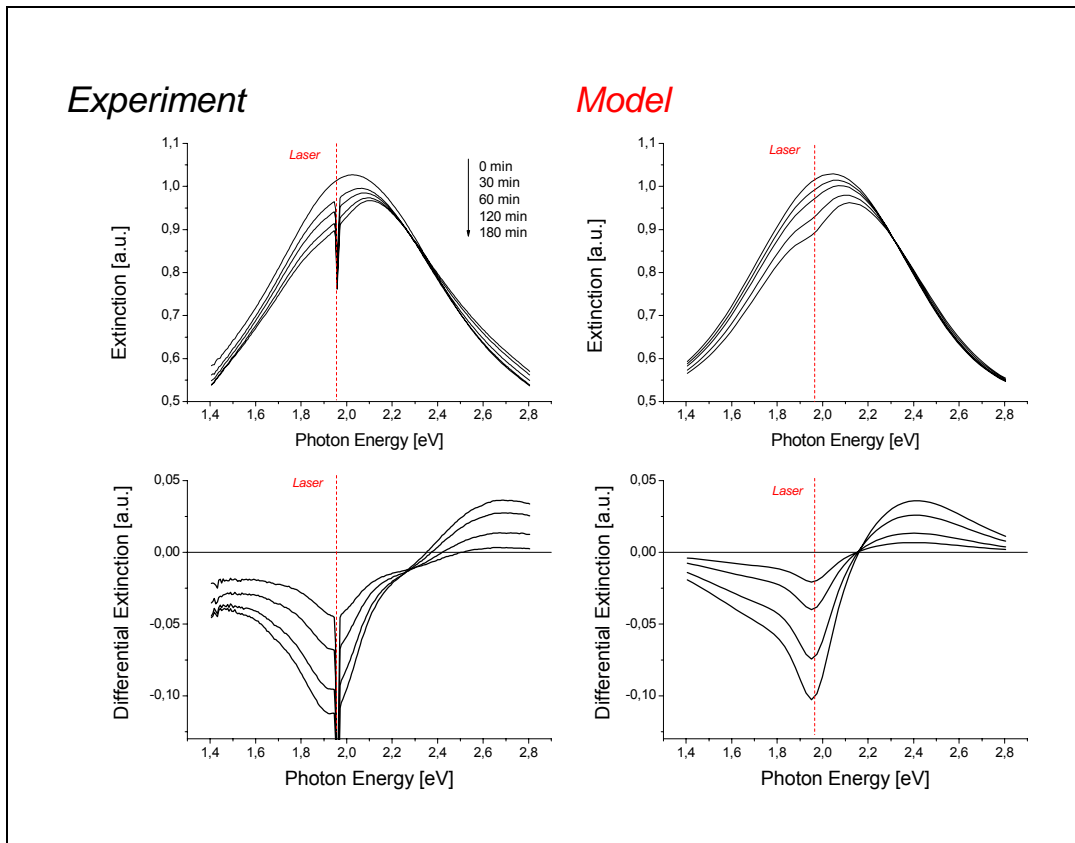 Experiment
Model
1,1
1,0
0,9
0,8
0,7
0,6
0,5
Extinction [a.u.]
Laser
0 min
30 min
60 min
120 min
180 min
1,4 1,6 1,8 2,0 2,2 2,4 2,6 2,8
Photon Energy [eV]
1,1
1,0
0,9
0,8
0,7
0,6
0,5
Extinction [a.u.]
Laser
1,4 1,6 1,8 2,0 2,2 2,4 2,6 2,8
Photon Energy [eV]
0,05
0,00
-0,05
-0,10
Differential Extinction [a.u.]
Laser
1,4 1,6 1,8 2,0 2,2 2,4 2,6 2,8
Photon Energy [eV]
0,05
0,00
-0,05
-0,10
Differential Extinction [a.u.]
Laser
1,4 1,6 1,8 2,0 2,2 2,4 2,6 2,8
Photon Energy [eV]